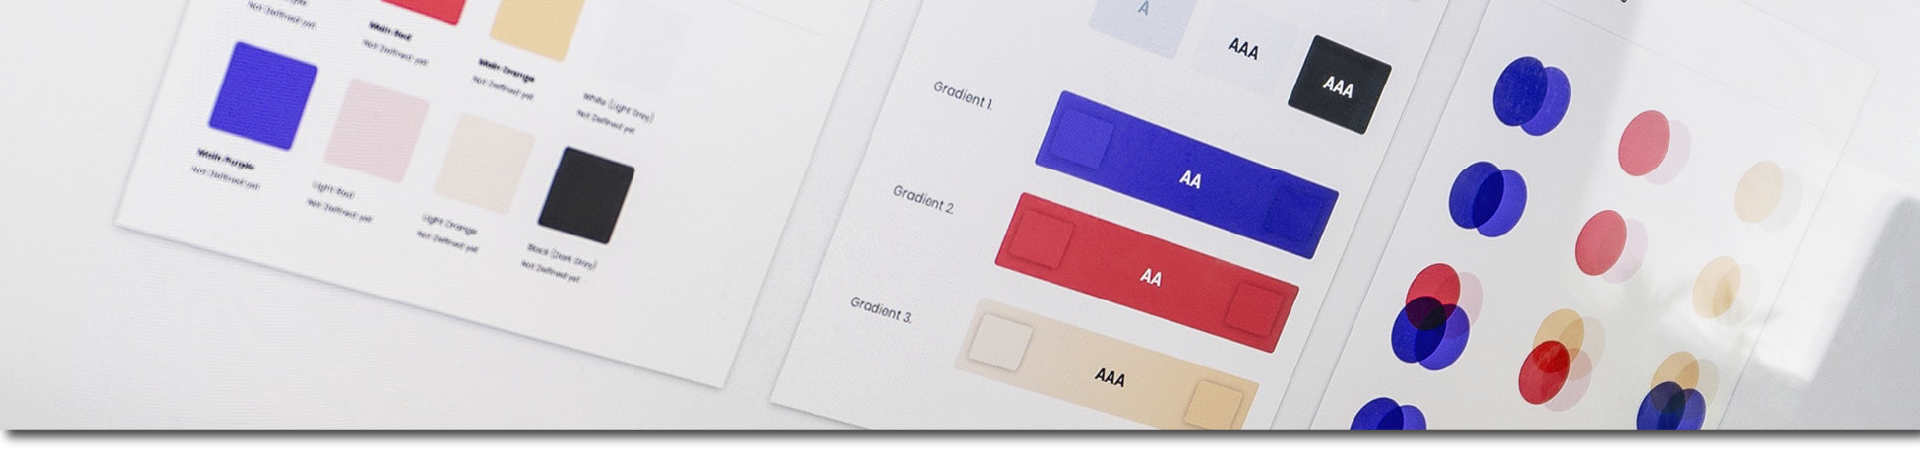 Not Defined yet
Main Red
Not Defined yet
Main Orange
Not Defined yet
White (Light Grey)
Not Defined yet
Main Purple
Not Defined yet
Light Red
Not Defined yet
Light Orange
Not Defined yet
Black (Dark Grey)
Not Defined yet
A
AAA
AAA
Gradient 1.
AA
Gradient 2.
AA
Gradient 3.
AAA